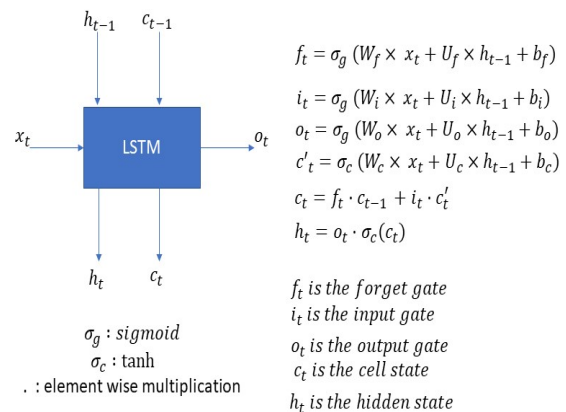 h_{t-1} c_{t-1}
x_t
LSTM
o_t
h_t c_t
σ_g : sigmoid
σ_c : tanh
. : element wise multiplication
f_t = σ_g (W_f × x_t + U_f × h_{t-1} + b_f)
i_t = σ_g (W_i × x_t + U_i × h_{t-1} + b_i)
o_t = σ_g (W_o × x_t + U_o × h_{t-1} + b_o)
c'_t = σ_c (W_c × x_t + U_c × h_{t-1} + b_c)
c_t = f_t · c_{t-1} + i_t · c'_t
h_t = o_t · σ_c(c_t)
f_t is the forget gate
i_t is the input gate
o_t is the output gate
c_t is the cell state
h_t is the hidden state